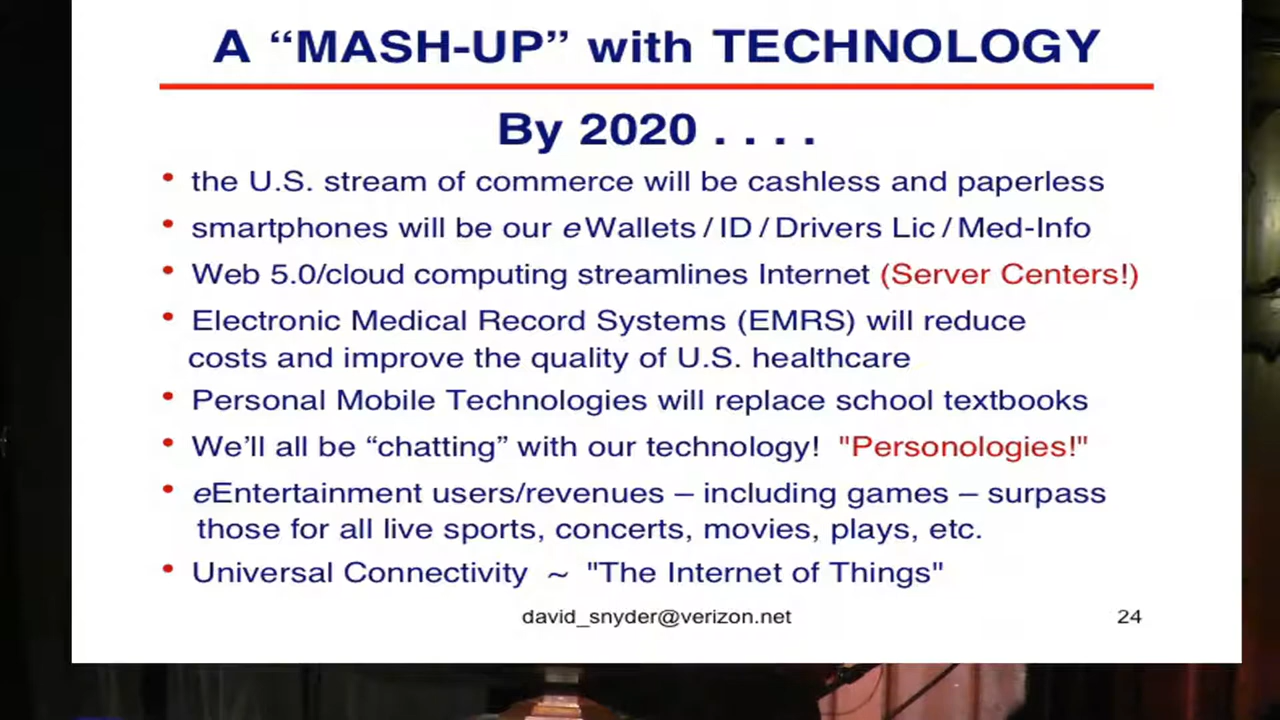 A “MASH-UP” with TECHNOLOGY
By 2020 . . . .
• the U.S. stream of commerce will be cashless and paperless
• smartphones will be our eWallets / ID / Drivers Lic / Med-Info
• Web 5.0/cloud computing streamlines Internet (Server Centers!)
• Electronic Medical Record Systems (EMRS) will reduce
costs and improve the quality of U.S. healthcare
• Personal Mobile Technologies will replace school textbooks
• We’ll all be “chatting” with our technology! "Personologies!"
• eEntertainment users/revenues – including games – surpass
those for all live sports, concerts, movies, plays, etc.
• Universal Connectivity ~ "The Internet of Things"
david_snyder@verizon.net
24